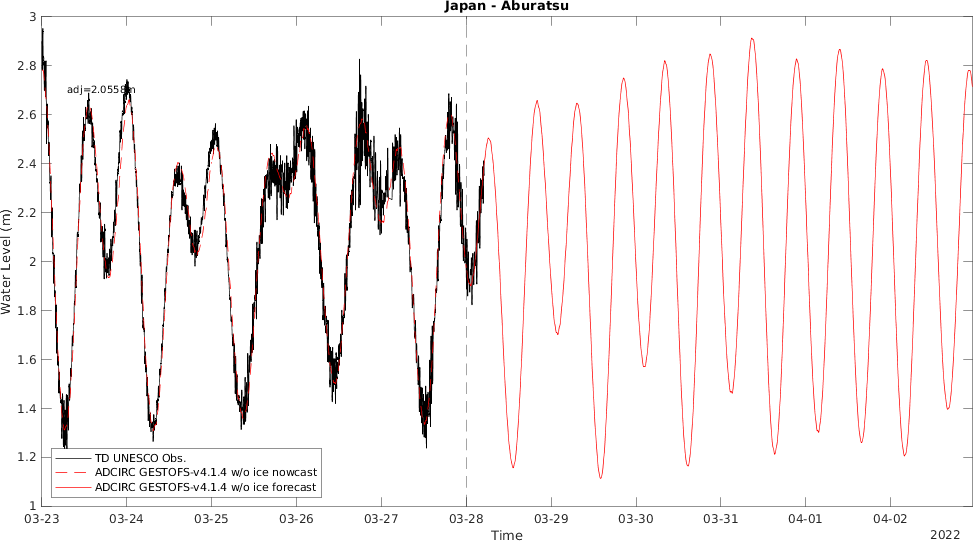 Japan - Aburatsu
3
2.8
2.6
2.4
2.2
2
1.8
1.6
1.4
1.2
1
Water Level (m)
adj=2.0558m
TD UNESCO Obs.
ADCIRC GESTOFS-v4.1.4 w/o ice nowcast
ADCIRC GESTOFS-v4.1.4 w/o ice forecast
03-23 03-24 03-25 03-26 03-27 03-28 03-29 03-30 03-31 04-01 04-02
Time
2022